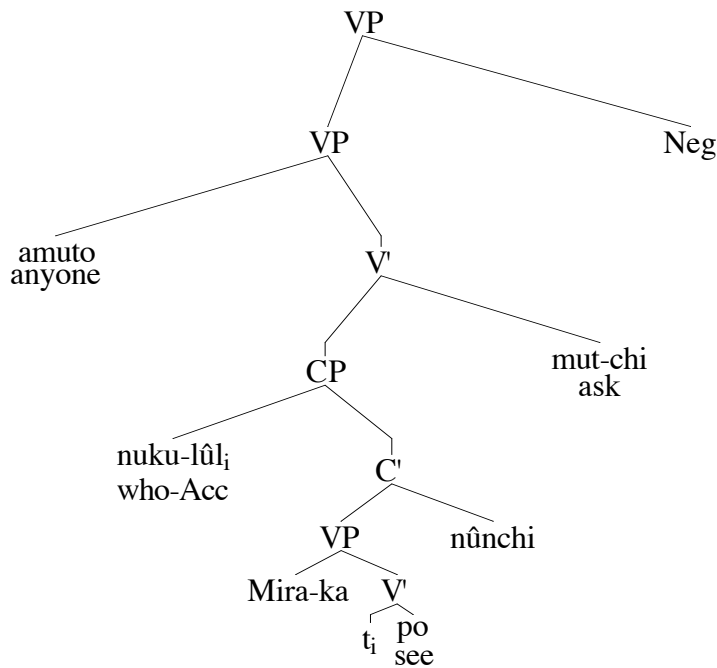 VP
VP Neg
amuto
anyone
V'
CP
mut-chi
ask
nuku-lûlᵢ
who-Acc
C'
VP nûnchi
Mira-ka V'
tᵢ po
see